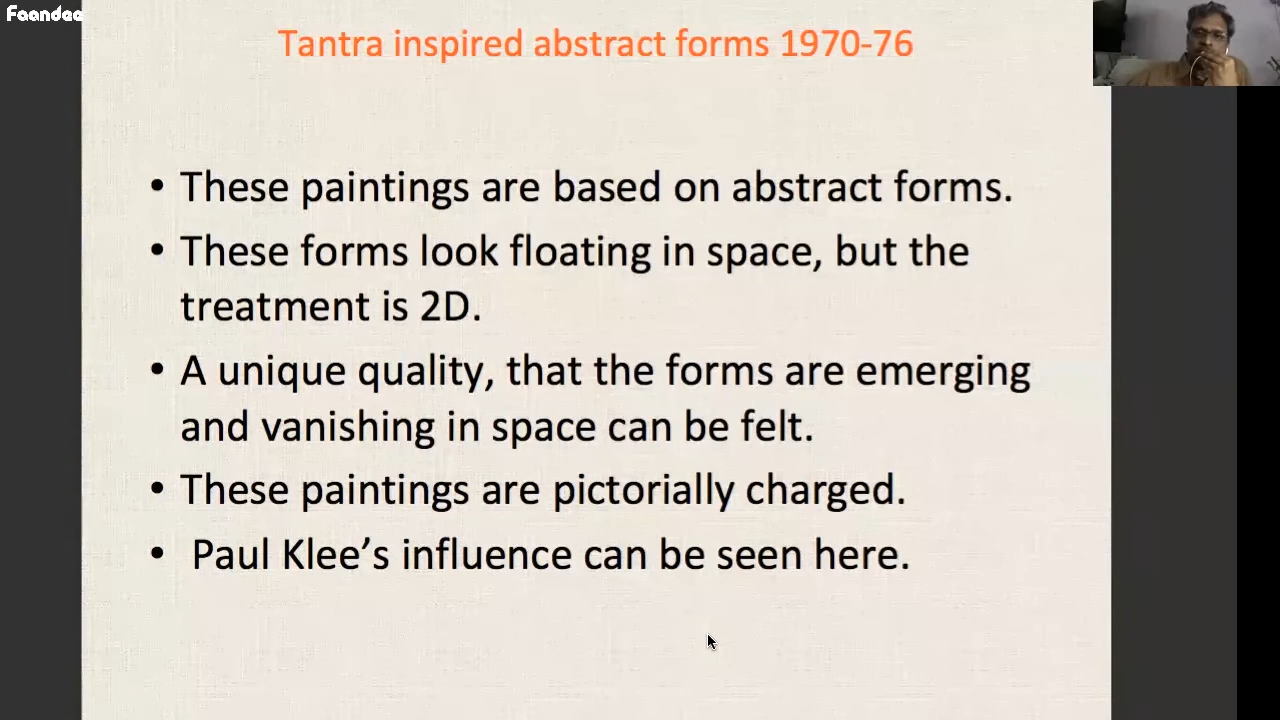 Faandee
Tantra inspired abstract forms 1970-76
• These paintings are based on abstract forms.
• These forms look floating in space, but the
treatment is 2D.
• A unique quality, that the forms are emerging
and vanishing in space can be felt.
• These paintings are pictorially charged.
• Paul Klee’s influence can be seen here.